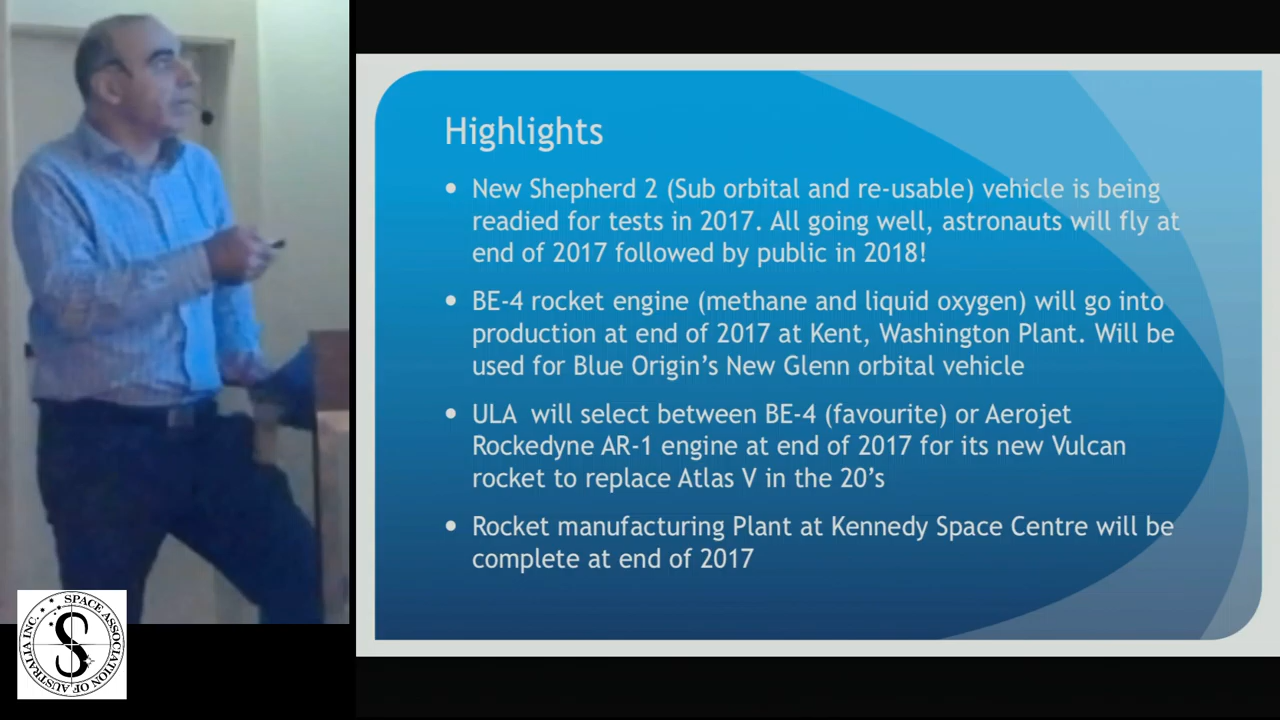 Highlights
• New Shepherd 2 (Sub orbital and re-usable) vehicle is being
readied for tests in 2017. All going well, astronauts will fly at
end of 2017 followed by public in 2018!
• BE-4 rocket engine (methane and liquid oxygen) will go into
production at end of 2017 at Kent, Washington Plant. Will be
used for Blue Origin’s New Glenn orbital vehicle
• ULA  will select between BE-4 (favourite) or Aerojet
Rockedyne AR-1 engine at end of 2017 for its new Vulcan
rocket to replace Atlas V in the 20’s
• Rocket manufacturing Plant at Kennedy Space Centre will be
complete at end of 2017
SPACE ASSOCIATION OF AUSTRALIA INC.
S